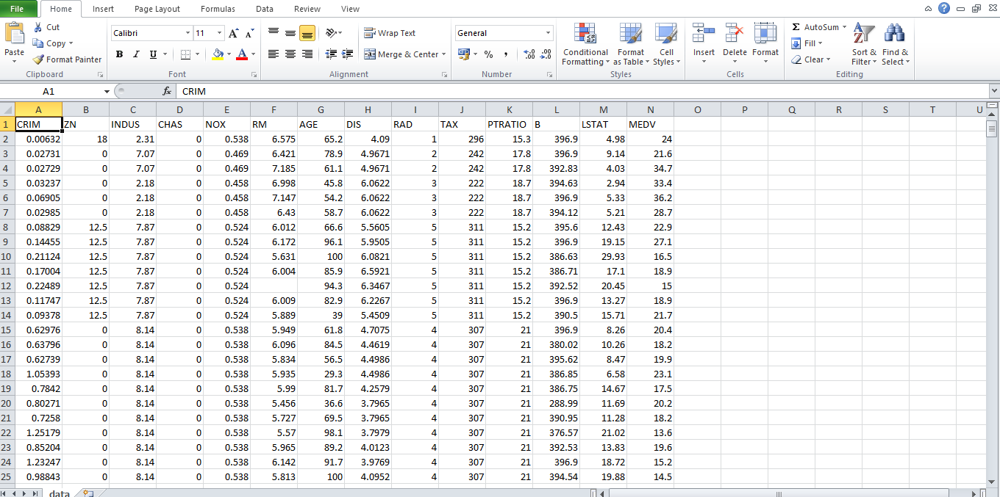 File Home Insert Page Layout Formulas Data Review View
Paste Cut Calibri 11 A A Wrap Text General Conditional Formatting Format as Table Cell Styles Insert Delete Format Σ AutoSum Sort & Filter Find & Select
Copy Fill
Format Painter B I U A Merge & Center % , .00 .0 Clear
Clipboard Font Alignment Number Styles Cells Editing
A1 fx CRIM
A B C D E F G H I J K L M N O P Q R S T U
1 CRIM ZN INDUS CHAS NOX RM AGE DIS RAD TAX PTRATIO B LSTAT MEDV
2 0.00632 18 2.31 0 0.538 6.575 65.2 4.09 1 296 15.3 396.9 4.98 24
3 0.02731 0 7.07 0 0.469 6.421 78.9 4.9671 2 242 17.8 396.9 9.14 21.6
4 0.02729 0 7.07 0 0.469 7.185 61.1 4.9671 2 242 17.8 392.83 4.03 34.7
5 0.03237 0 2.18 0 0.458 6.998 45.8 6.0622 3 222 18.7 394.63 2.94 33.4
6 0.06905 0 2.18 0 0.458 7.147 54.2 6.0622 3 222 18.7 396.9 5.33 36.2
7 0.02985 0 2.18 0 0.458 6.43 58.7 6.0622 3 222 18.7 394.12 5.21 28.7
8 0.08829 12.5 7.87 0 0.524 6.012 66.6 5.5605 5 311 15.2 395.6 12.43 22.9
9 0.14455 12.5 7.87 0 0.524 6.172 96.1 5.9505 5 311 15.2 396.9 19.15 27.1
10 0.21124 12.5 7.87 0 0.524 5.631 100 6.0821 5 311 15.2 386.63 29.93 16.5
11 0.17004 12.5 7.87 0 0.524 6.004 85.9 6.5921 5 311 15.2 386.71 17.1 18.9
12 0.22489 12.5 7.87 0 0.524 94.3 6.3467 5 311 15.2 392.52 20.45 15
13 0.11747 12.5 7.87 0 0.524 6.009 82.9 6.2267 5 311 15.2 396.9 13.27 18.9
14 0.09378 12.5 7.87 0 0.524 5.889 39 5.4509 5 311 15.2 390.5 15.71 21.7
15 0.62976 0 8.14 0 0.538 5.949 61.8 4.7075 4 307 21 396.9 8.26 20.4
16 0.63796 0 8.14 0 0.538 6.096 84.5 4.4619 4 307 21 380.02 10.26 18.2
17 0.62739 0 8.14 0 0.538 5.834 56.5 4.4986 4 307 21 395.62 8.47 19.9
18 1.05393 0 8.14 0 0.538 5.935 29.3 4.4986 4 307 21 386.85 6.58 23.1
19 0.7842 0 8.14 0 0.538 5.99 81.7 4.2579 4 307 21 386.75 14.67 17.5
20 0.80271 0 8.14 0 0.538 5.456 36.6 3.7965 4 307 21 288.99 11.69 20.2
21 0.7258 0 8.14 0 0.538 5.727 69.5 3.7965 4 307 21 390.95 11.28 18.2
22 1.25179 0 8.14 0 0.538 5.57 98.1 3.7979 4 307 21 376.57 21.02 13.6
23 0.85204 0 8.14 0 0.538 5.965 89.2 4.0123 4 307 21 392.53 13.83 19.6
24 1.23247 0 8.14 0 0.538 6.142 91.7 3.9769 4 307 21 396.9 18.72 15.2
25 0.98843 0 8.14 0 0.538 5.813 100 4.0952 4 307 21 394.54 19.88 14.5
data